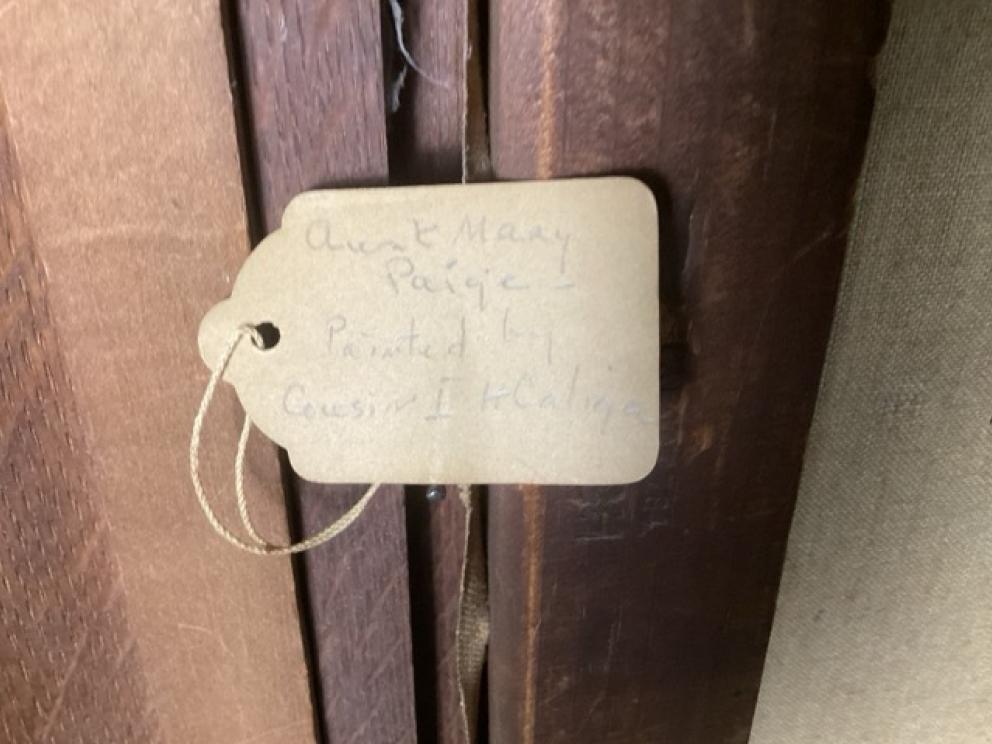 Aunt Mary
Paige –
Painted by
Cousin I H Caliga